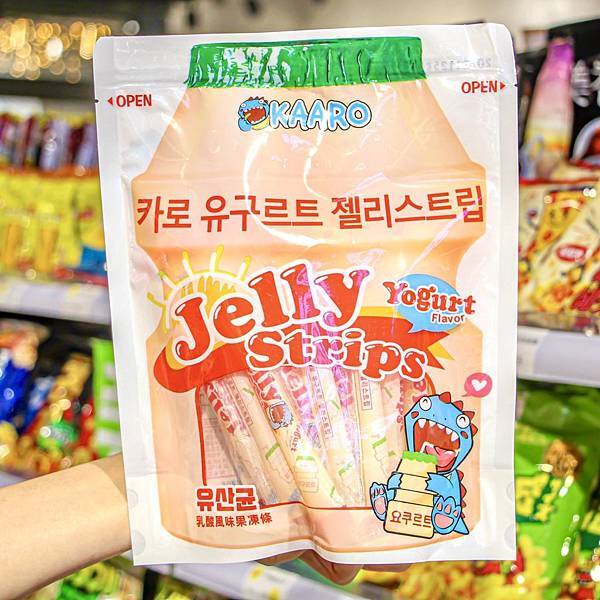 OPEN
OPEN
KAARO
카로 유구르트 젤리스트립
Jelly
Strips
Yogurt
Flavor
유산균
乳酸風味果凍條
요쿠르트